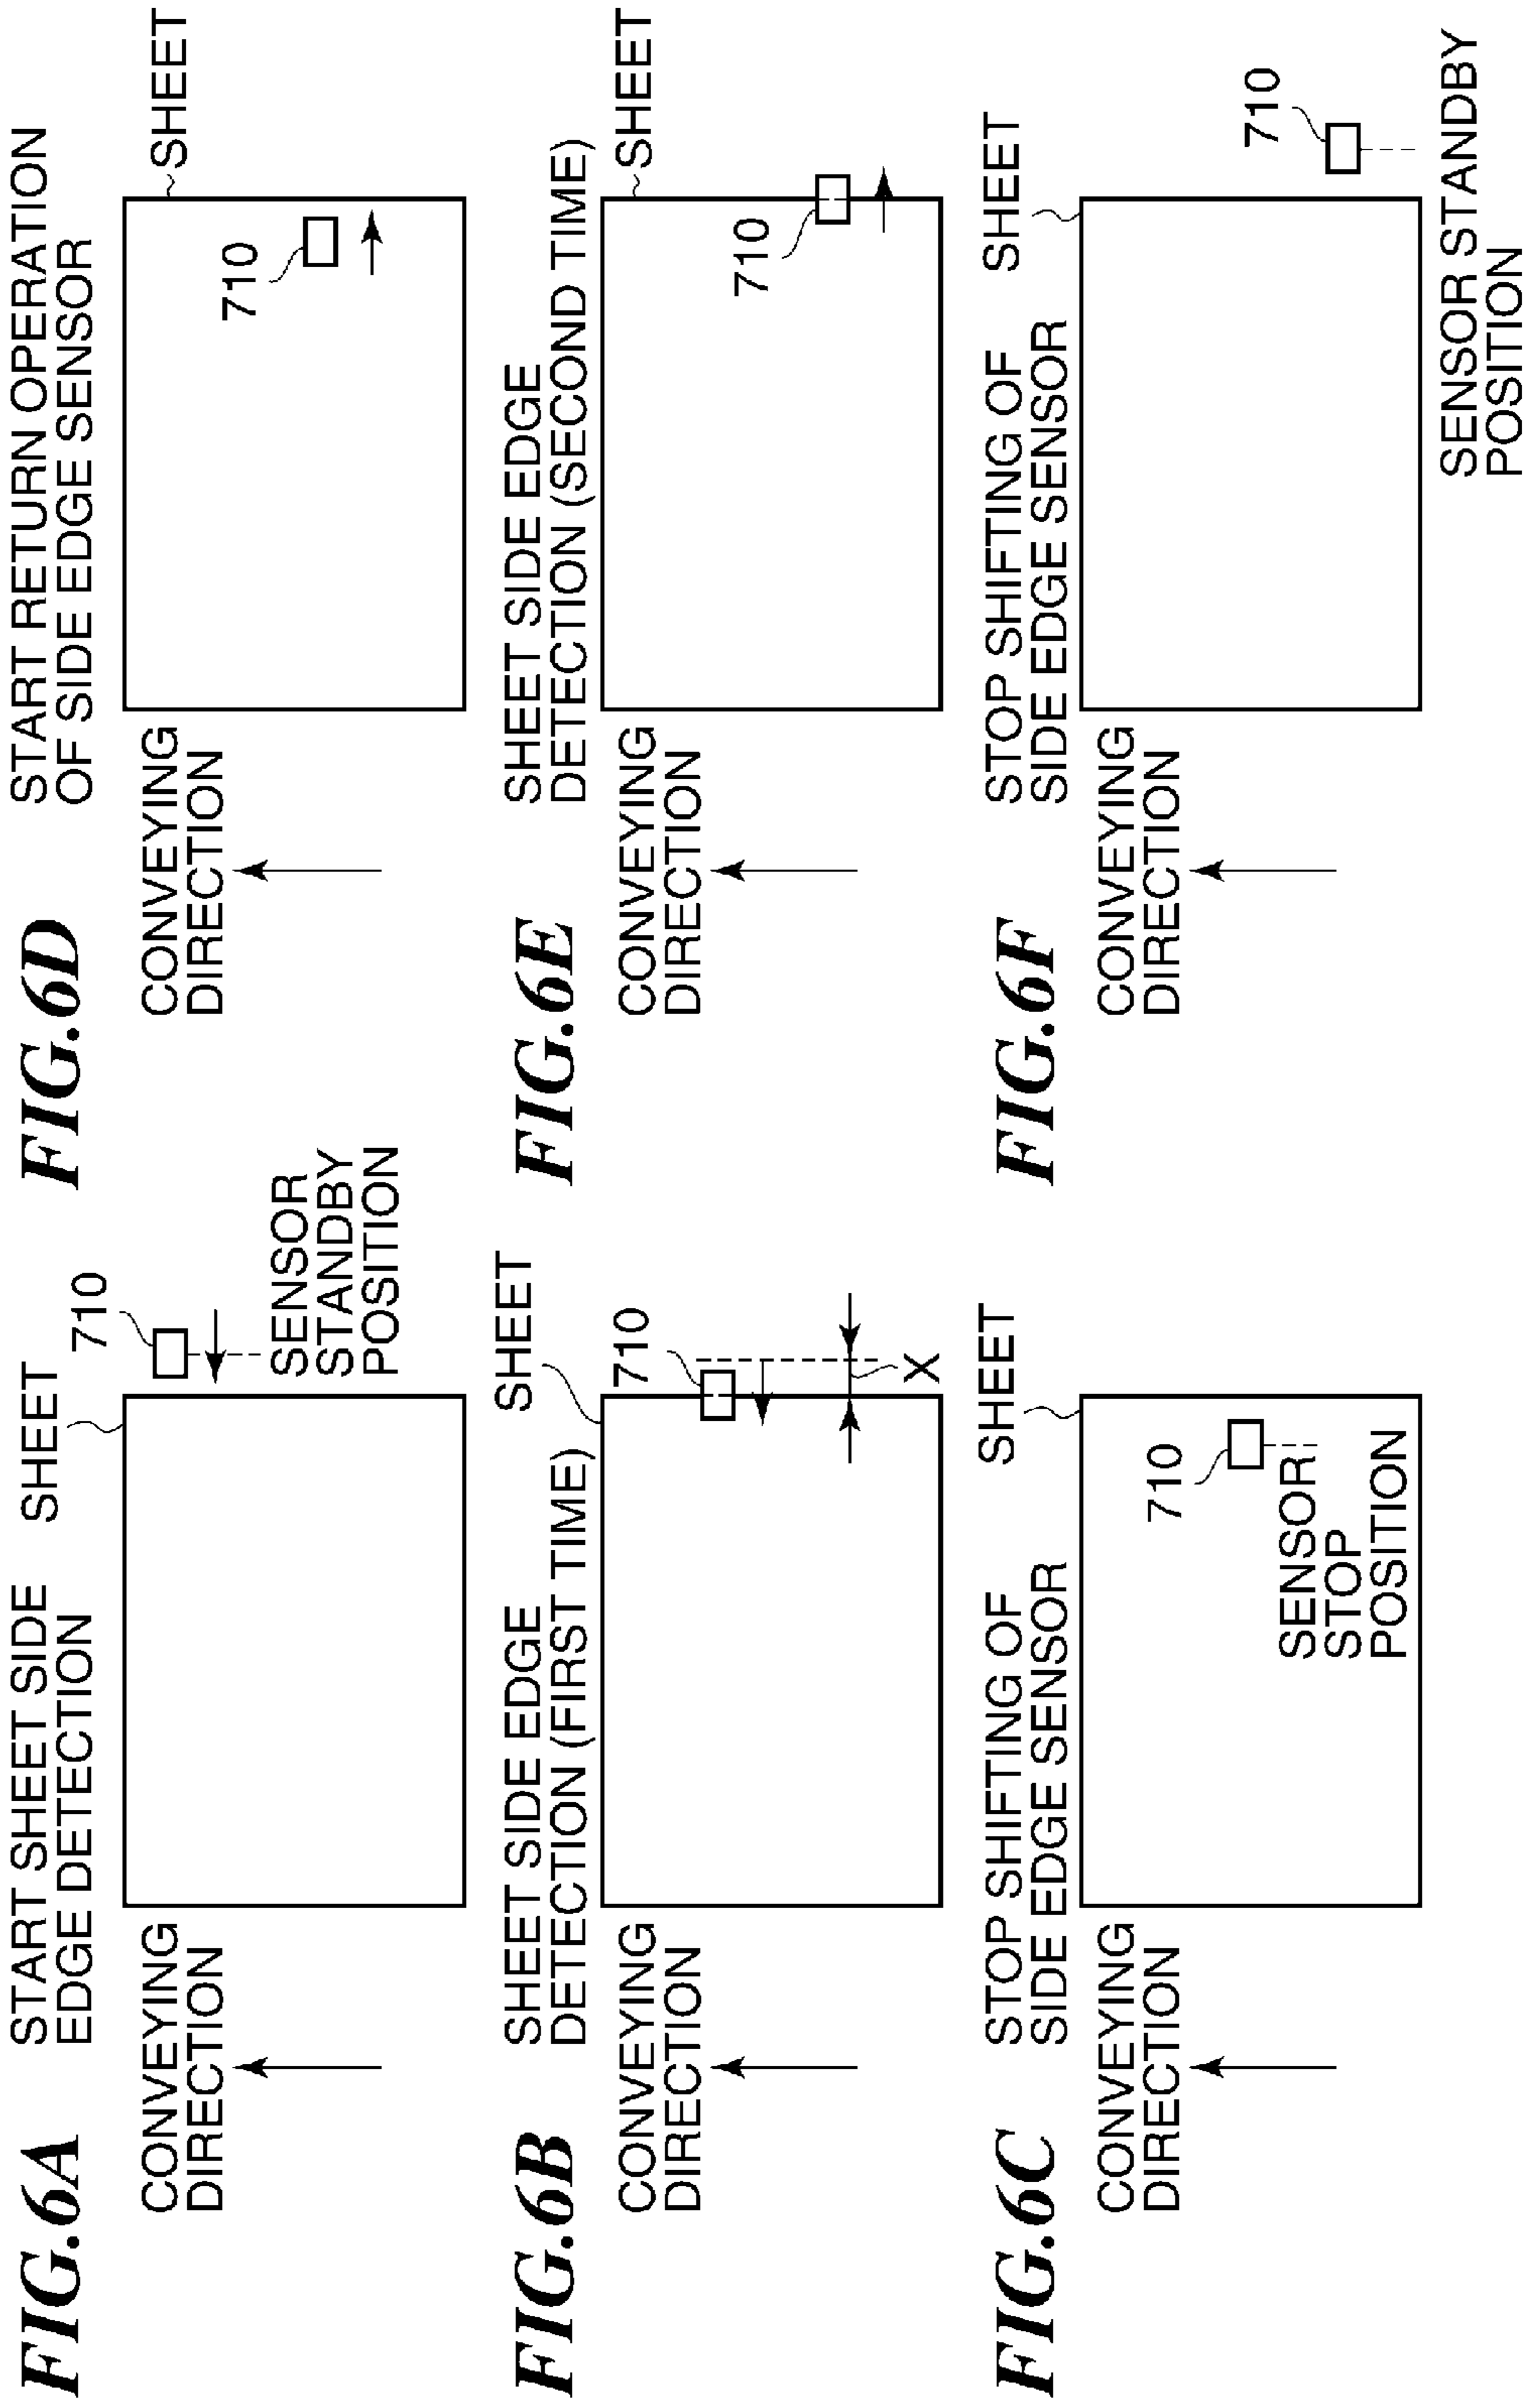 FIG.6A
START SHEET SIDE
EDGE DETECTION
SHEET
710
CONVEYING
DIRECTION
SENSOR
STANDBY
POSITION
FIG.6B
SHEET SIDE EDGE
DETECTION (FIRST TIME)
SHEET
710
CONVEYING
DIRECTION
X
FIG.6C
STOP SHIFTING OF
SIDE EDGE SENSOR
SHEET
710
CONVEYING
DIRECTION
SENSOR
STOP
POSITION
FIG.6D
START RETURN OPERATION
OF SIDE EDGE SENSOR
SHEET
710
CONVEYING
DIRECTION
FIG.6E
SHEET SIDE EDGE
DETECTION (SECOND TIME)
SHEET
710
CONVEYING
DIRECTION
FIG.6F
STOP SHIFTING OF
SIDE EDGE SENSOR
SHEET
710
CONVEYING
DIRECTION
SENSOR STANDBY
POSITION